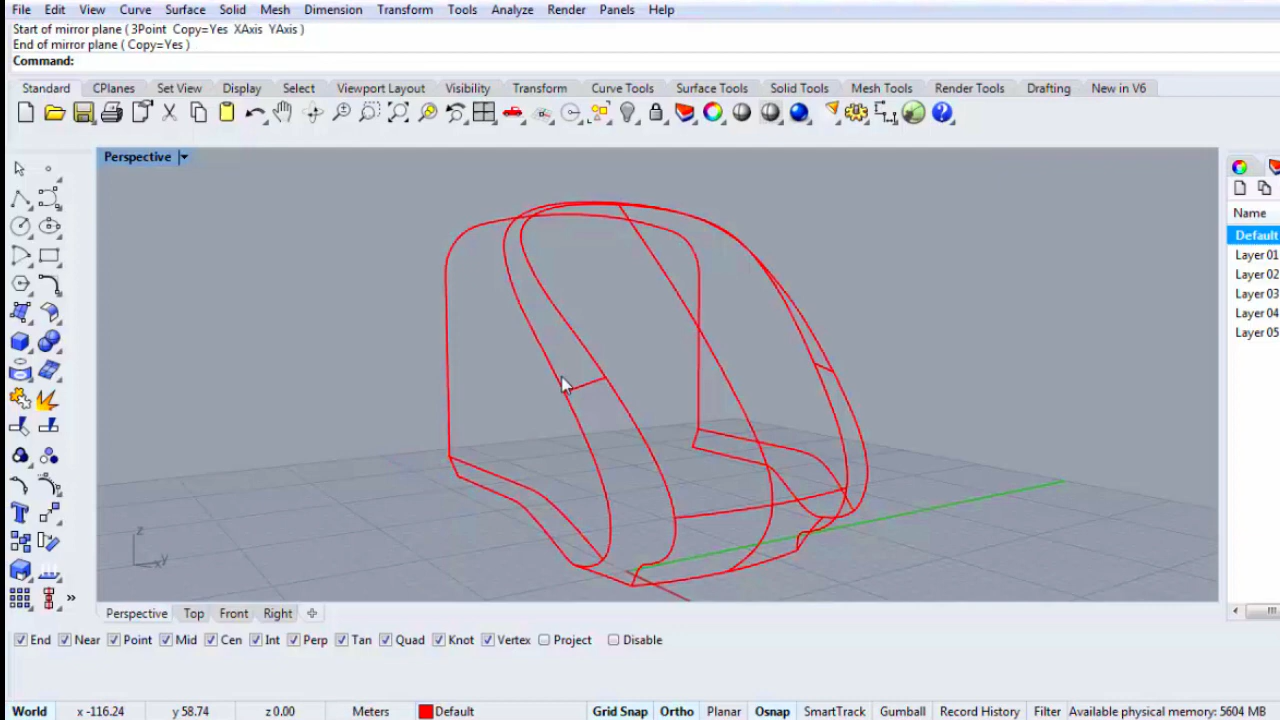 File Edit View Curve Surface Solid Mesh Dimension Transform Tools Analyze Render Panels Help
Start of mirror plane ( 3Point Copy=Yes XAxis YAxis )
End of mirror plane ( Copy=Yes )
Command:
Standard CPlanes Set View Display Select Viewport Layout Visibility Transform Curve Tools Surface Tools Solid Tools Mesh Tools Render Tools Drafting New in V6
Perspective
Name
Default
Layer 01
Layer 02
Layer 03
Layer 04
Layer 05
z
x y
Perspective Top Front Right
End Near Point Mid Cen Int Perp Tan Quad Knot Vertex Project Disable
World x -116.24 y 58.74 z 0.00 Meters Default Grid Snap Ortho Planar Osnap SmartTrack Gumball Record History Filter Available physical memory: 5604 MB